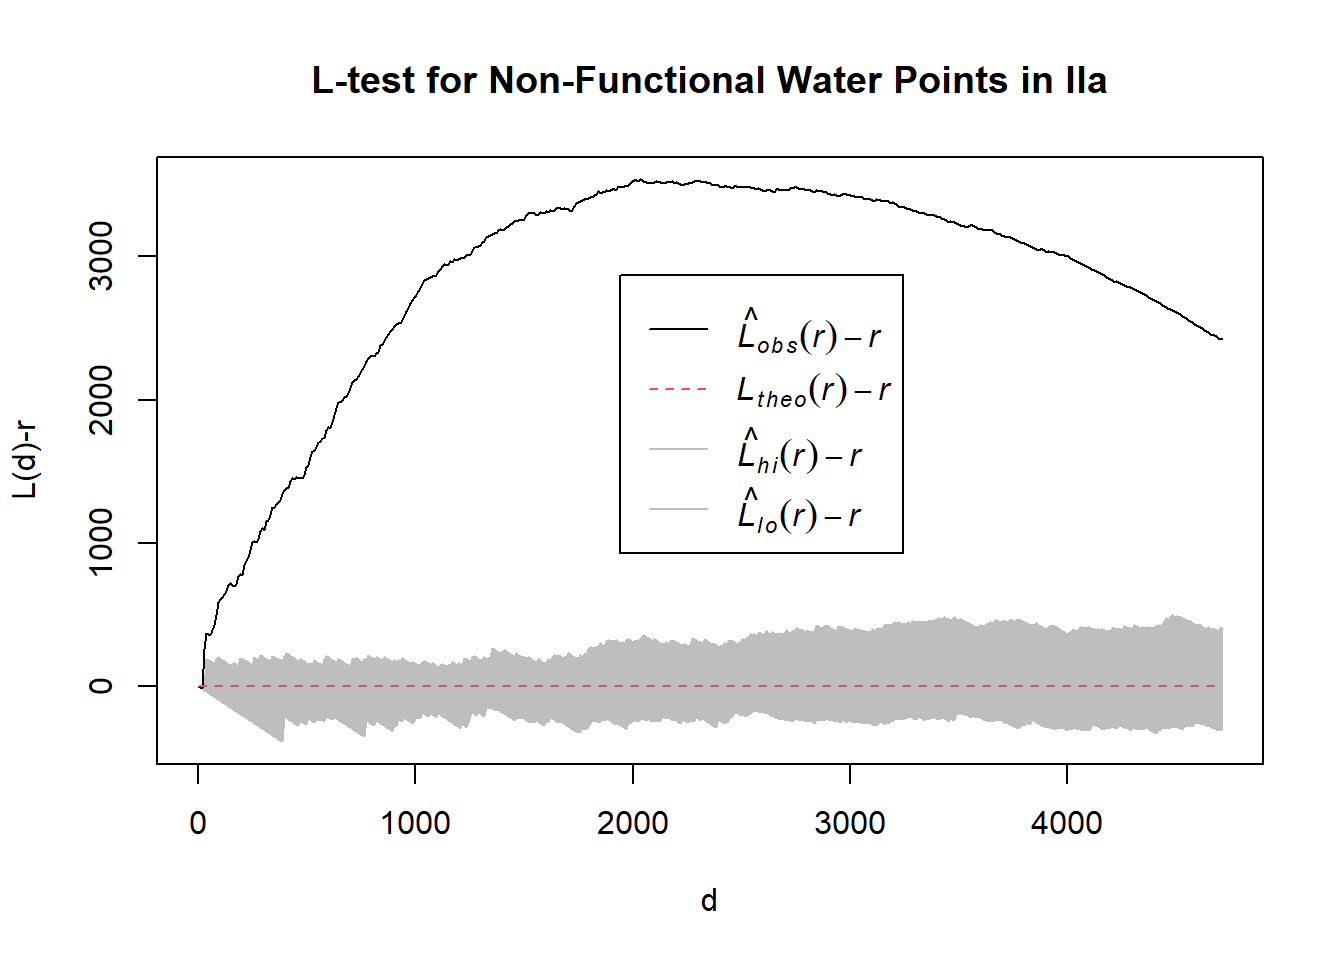 L-test for Non-Functional Water Points in Ila
L(d)-r
3000
2000
1000
0
L̂obs(r) – r
Ltheo(r) – r
L̂hi(r) – r
L̂lo(r) – r
0 1000 2000 3000 4000
d